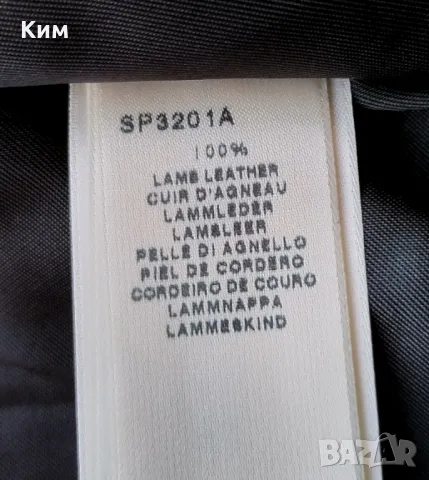 Ким
SP3201A
100%
LAMB LEATHER
CUIR D'AGNEAU
LAMMLEDER
LAMSLEER
PELLE DI AGNELLO
PIEL DE CORDERO
CORDEIRO DE COURO
LAMMNAPPA
LAMMESKIND
BAZAR